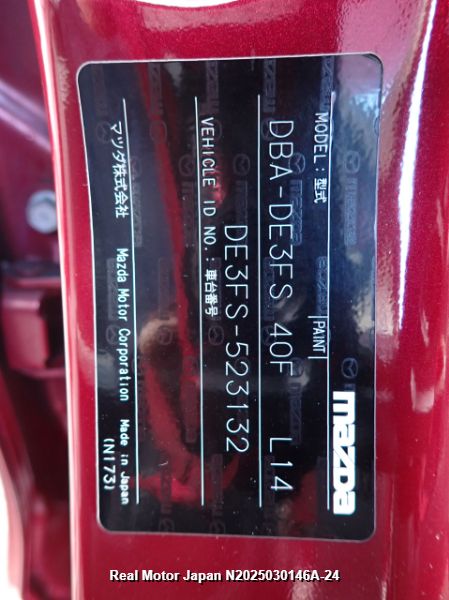 mazda
MODEL:型式 PAINT
DBA-DE3FS 40F L14
VEHICLE ID NO.:車台番号
DE3FS-523132
マツダ株式会社 Mazda Motor Corporation Made in Japan
(N173)
Real Motor Japan N2025030146A-24